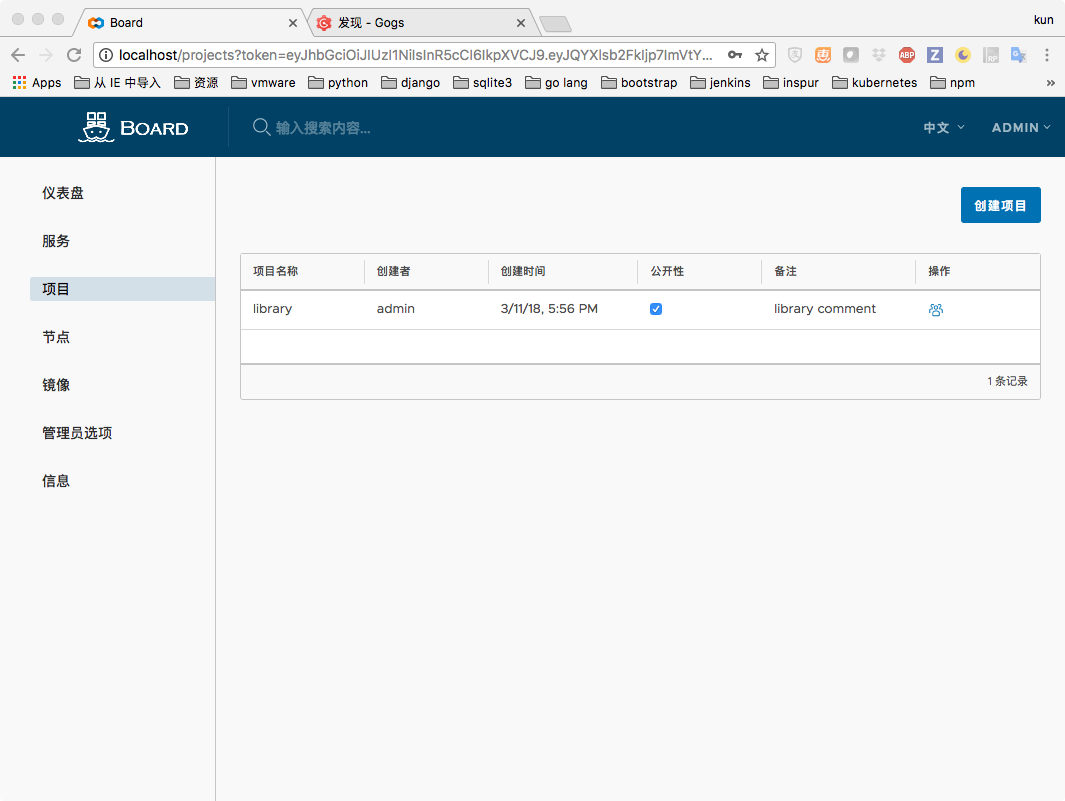 Board
发现 - Gogs
kun
localhost/projects?token=eyJhbGciOiJIUzI1NiIsInR5cCI6IkpXVCJ9.eyJQYXlsb2FkIjp7ImVtY...
Apps 从 IE 中导入 资源 vmware python django sqlite3 go lang bootstrap jenkins inspur kubernetes npm »
BOARD
输入搜索内容...
中文
ADMIN
仪表盘
服务
项目
节点
镜像
管理员选项
信息
创建项目
项目名称 创建者 创建时间 公开性 备注 操作
library admin 3/11/18, 5:56 PM library comment
1 条记录